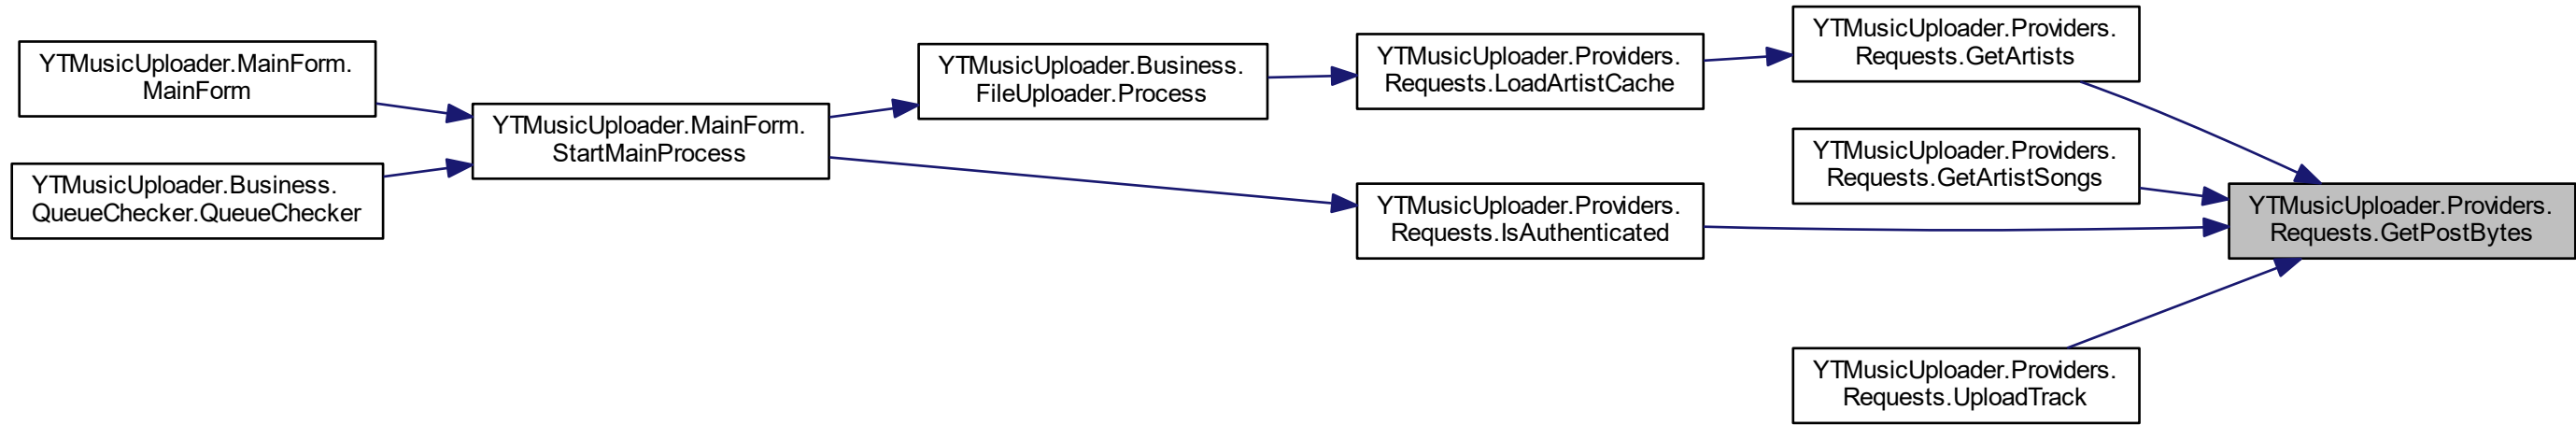 YTMusicUploader.MainForm.
MainForm
YTMusicUploader.Business.
QueueChecker.QueueChecker
YTMusicUploader.MainForm.
StartMainProcess
YTMusicUploader.Business.
FileUploader.Process
YTMusicUploader.Providers.
Requests.LoadArtistCache
YTMusicUploader.Providers.
Requests.IsAuthenticated
YTMusicUploader.Providers.
Requests.GetArtists
YTMusicUploader.Providers.
Requests.GetArtistSongs
YTMusicUploader.Providers.
Requests.UploadTrack
YTMusicUploader.Providers.
Requests.GetPostBytes